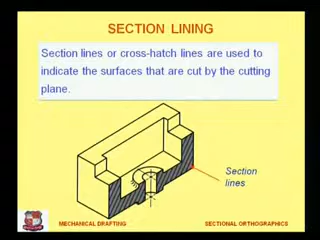 SECTION LINING
Section lines or cross-hatch lines are used to
indicate the surfaces that are cut by the cutting
plane.
Section
lines
MECHANICAL DRAFTING
SECTIONAL ORTHOGRAPHICS